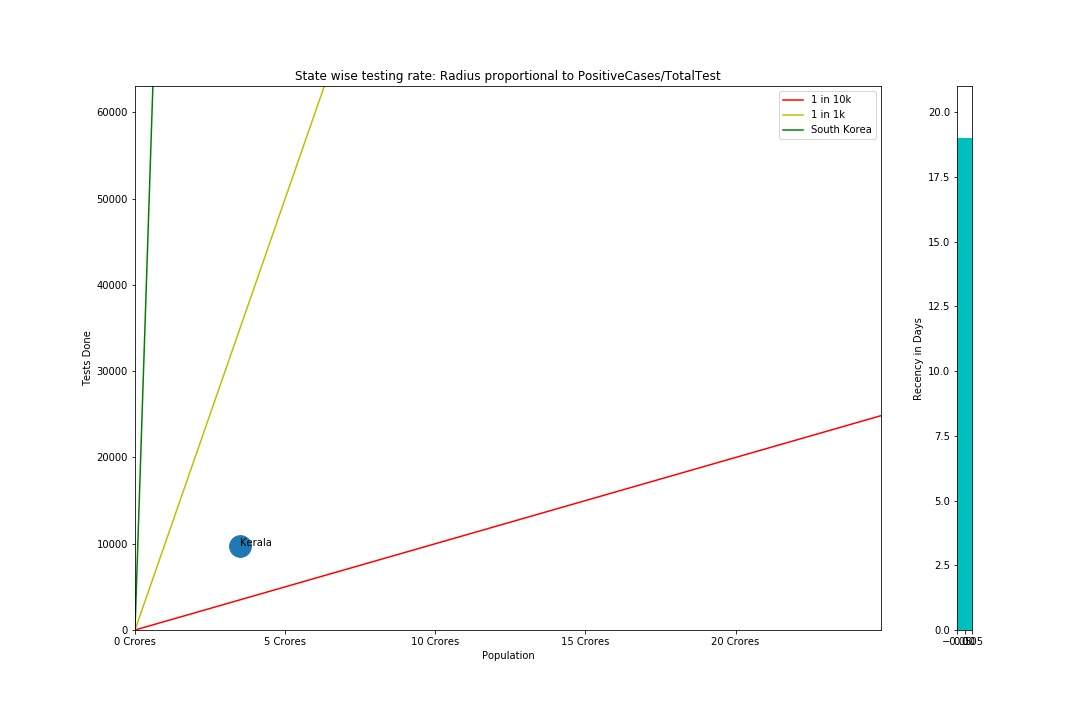 State wise testing rate: Radius proportional to PositiveCases/TotalTest
1 in 10k
1 in 1k
South Korea
60000
50000
40000
30000
20000
10000
0
Tests Done
Kerala
0 Crores
5 Crores
10 Crores
15 Crores
20 Crores
Population
20.0
17.5
15.0
12.5
10.0
7.5
5.0
2.5
0.0
Recency in Days